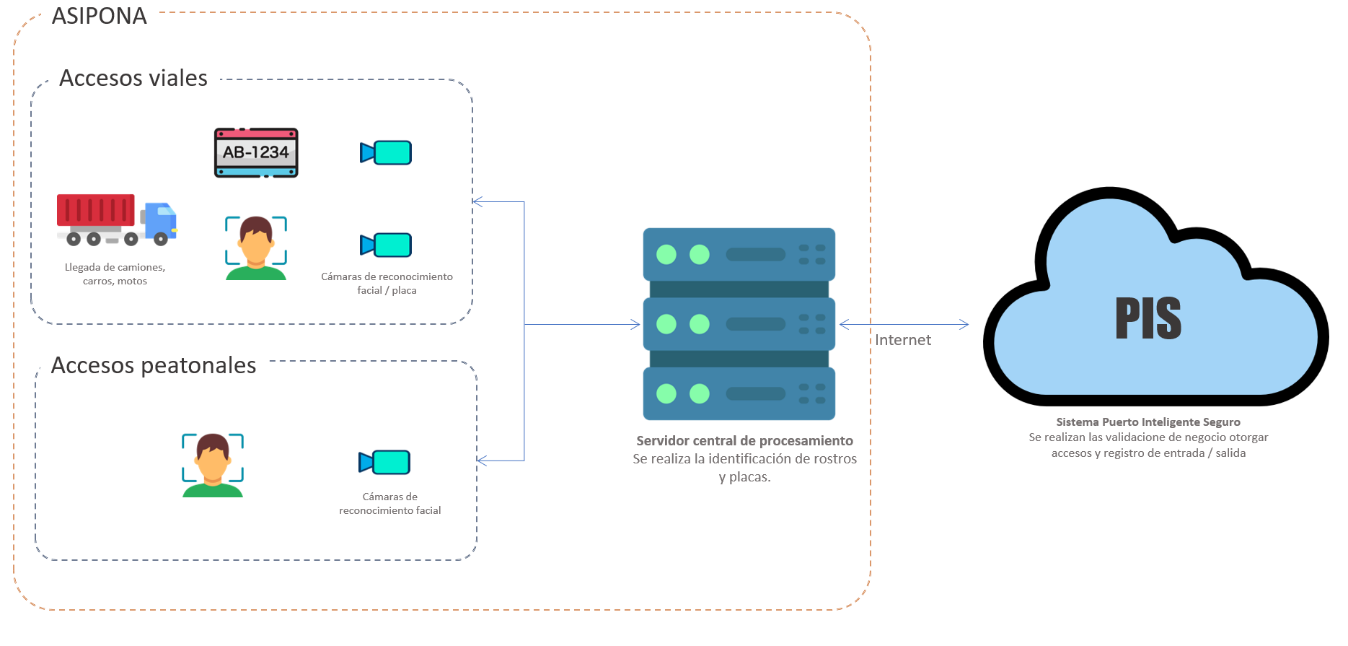 ASIPONA
Accesos viales
AB-1234
Llegada de camiones,
carros, motos
Cámaras de reconocimiento
facial / placa
Accesos peatonales
Cámaras de
reconocimiento facial
Servidor central de procesamiento
Se realiza la identificación de rostros
y placas.
Internet
PIS
Sistema Puerto Inteligente Seguro
Se realizan las validacione de negocio otorgar
accesos y registro de entrada / salida